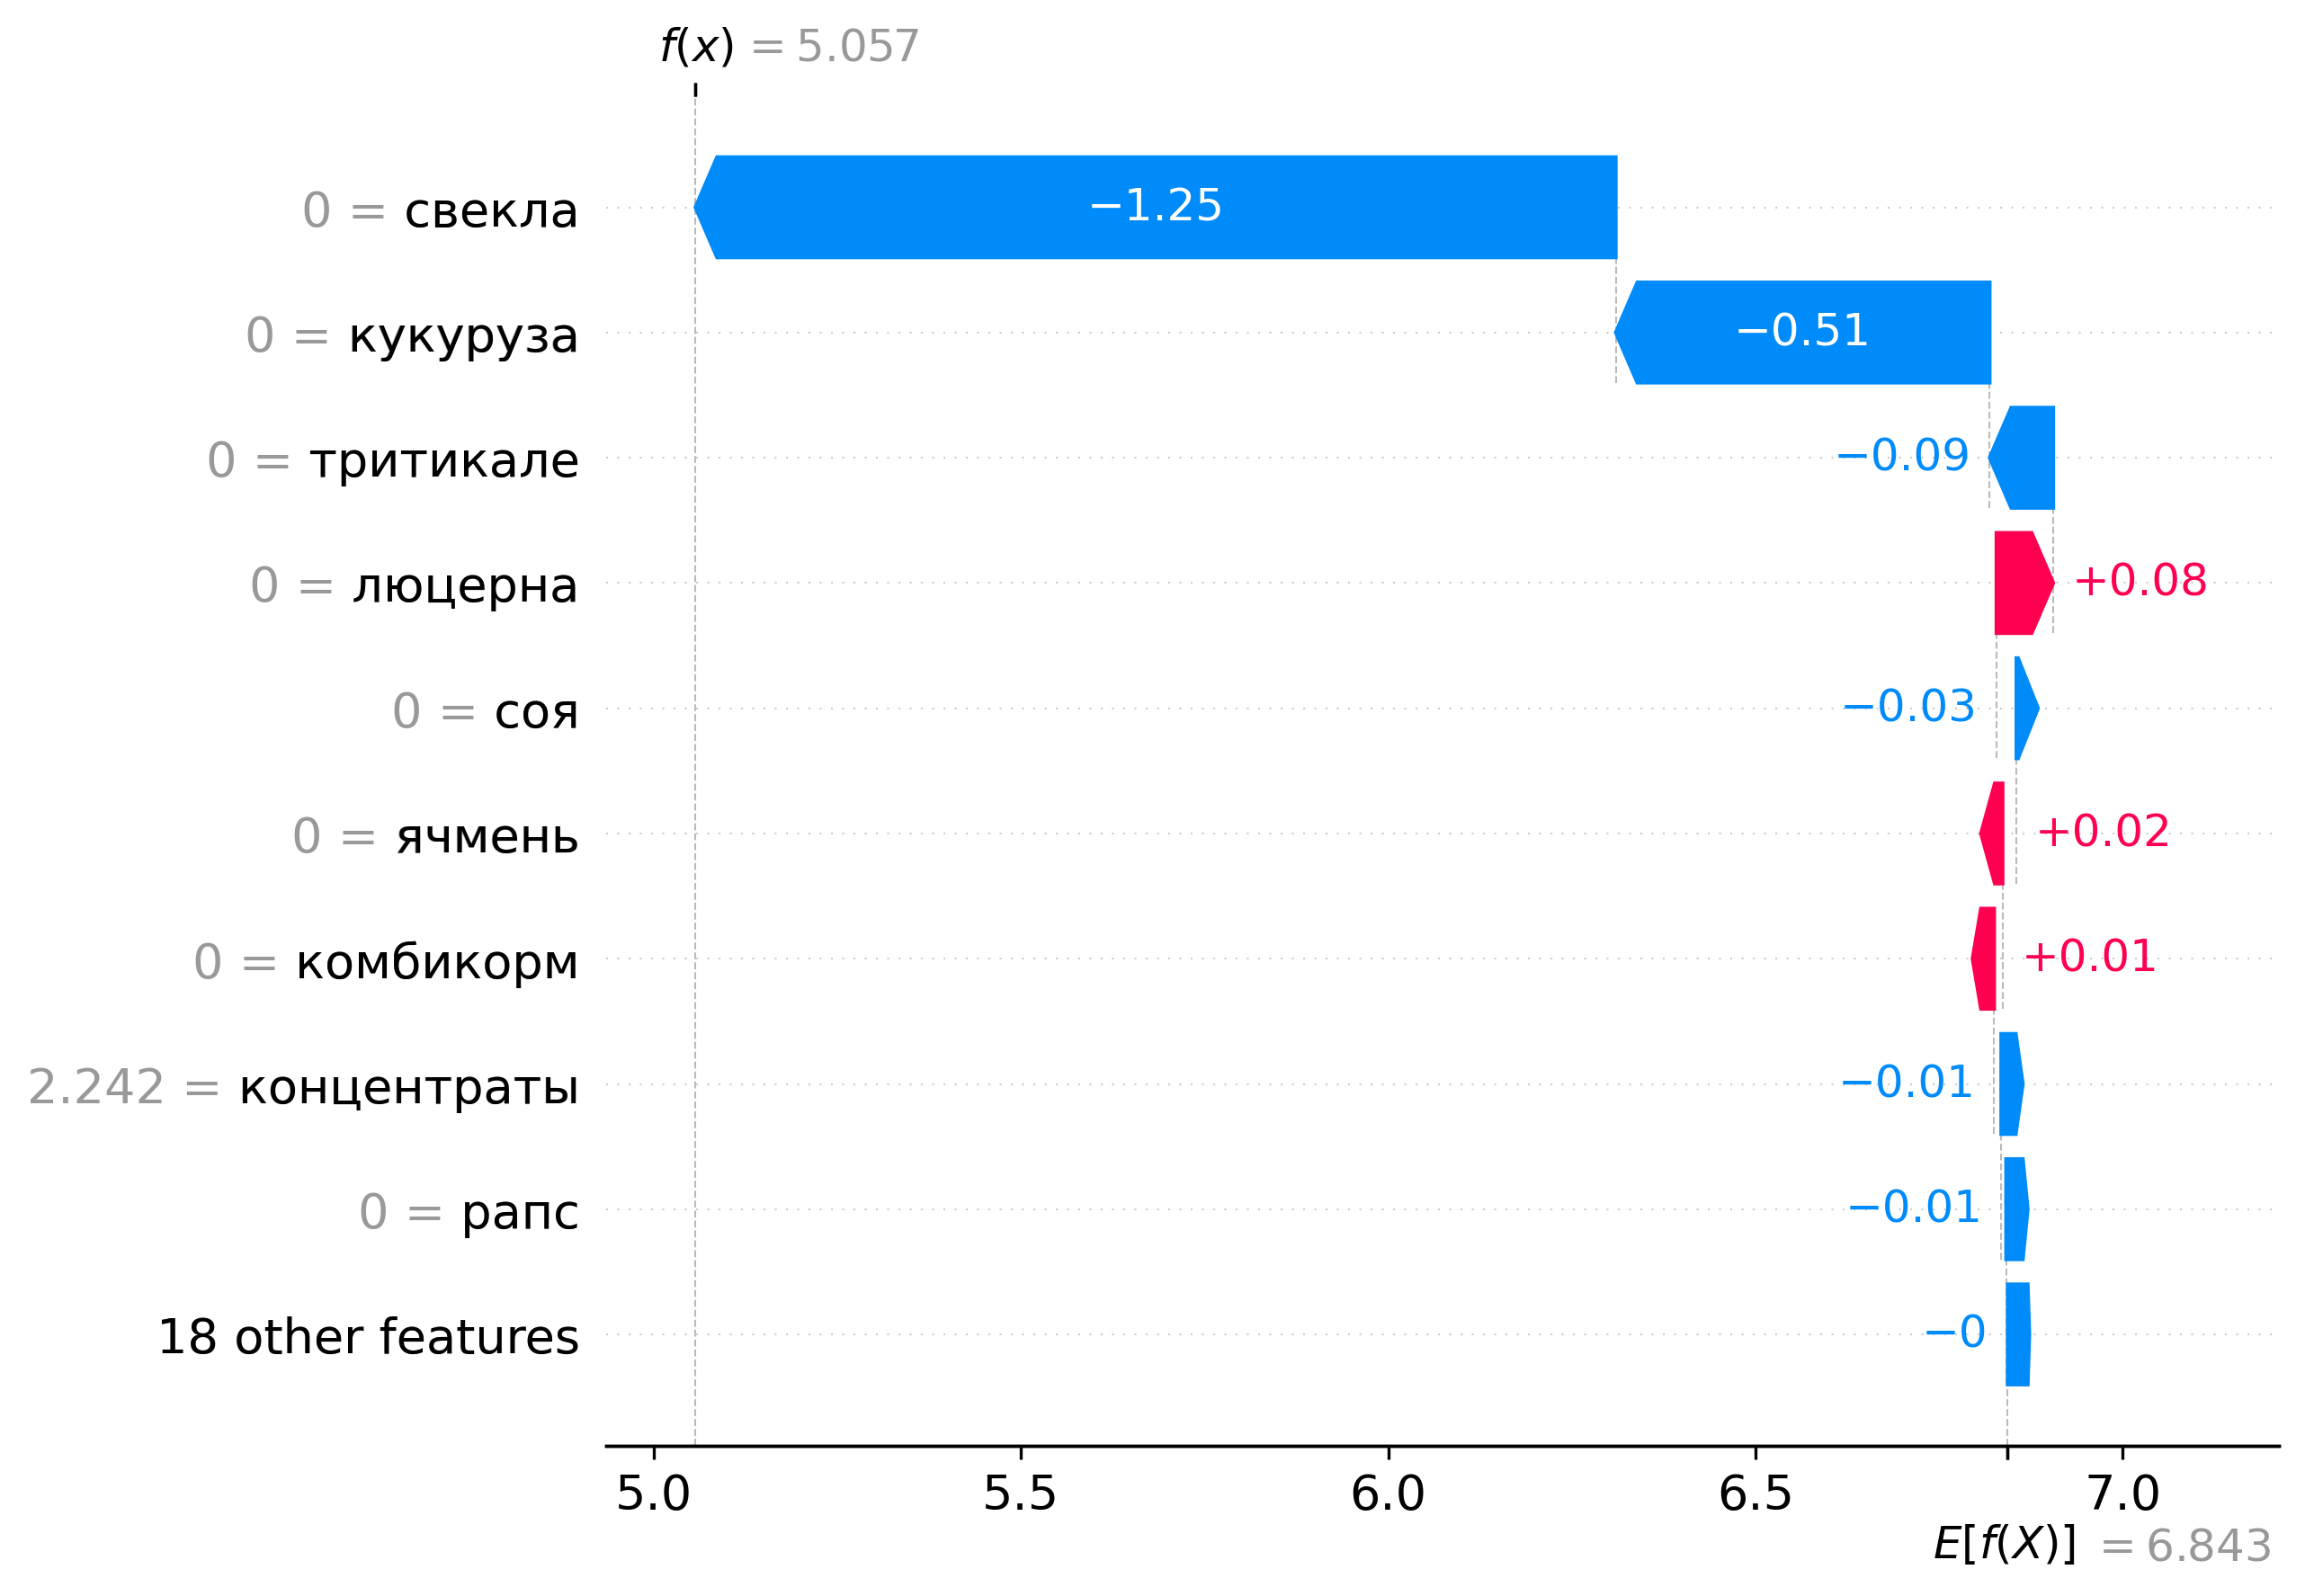 f(x) = 5.057
0 = свекла −1.25
0 = кукуруза −0.51
0 = тритикале −0.09
0 = люцерна +0.08
0 = соя −0.03
0 = ячмень +0.02
0 = комбикорм +0.01
2.242 = концентраты −0.01
0 = рапс −0.01
18 other features −0
5.0 5.5 6.0 6.5 7.0
E[f(X)] = 6.843